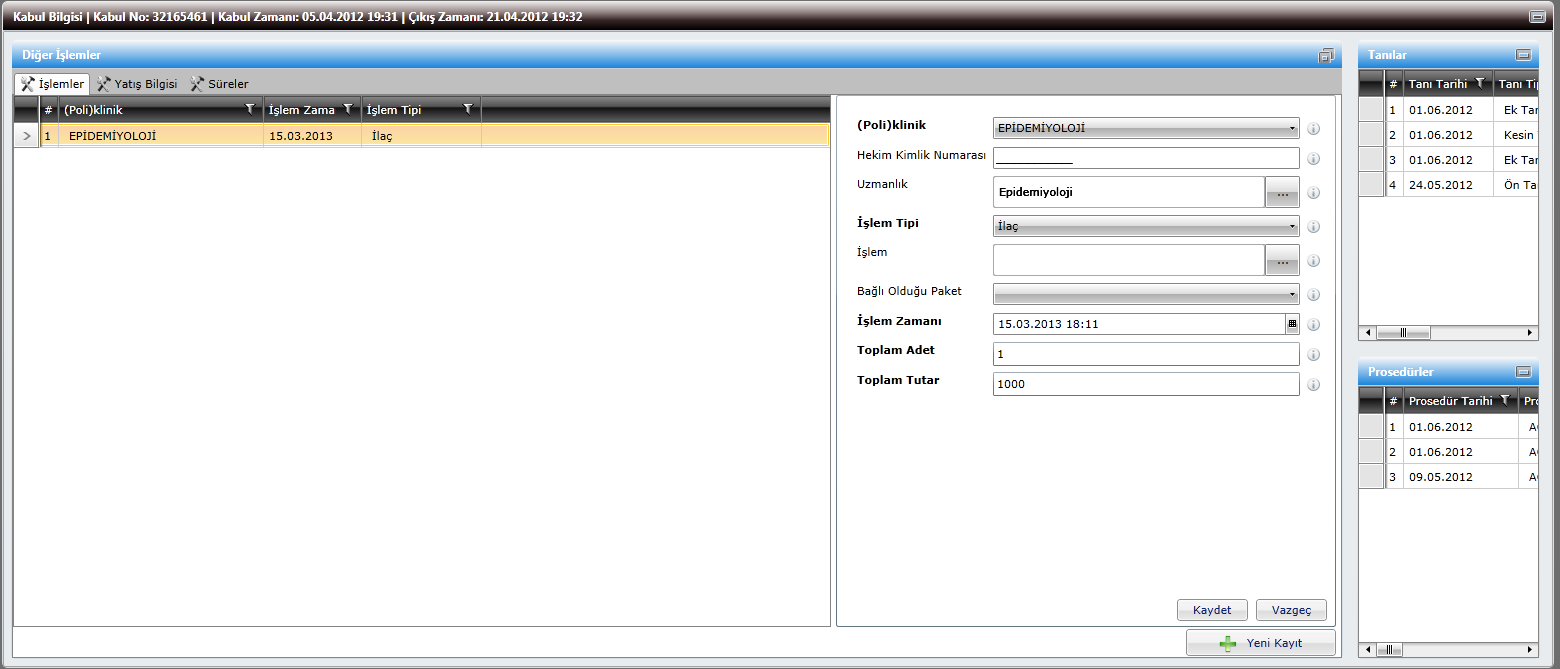 Kabul Bilgisi | Kabul No: 32165461 | Kabul Zamanı: 05.04.2012 19:31 | Çıkış Zamanı: 21.04.2012 19:32
Diğer İşlemler
İşlemler Yatış Bilgisi Süreler
# (Poli)klinik İşlem Zama İşlem Tipi
1 EPİDEMİYOLOJİ 15.03.2013 İlaç
(Poli)klinik EPİDEMİYOLOJİ
Hekim Kimlik Numarası ___________
Uzmanlık Epidemiyoloji ...
İşlem Tipi İlaç
İşlem ...
Bağlı Olduğu Paket
İşlem Zamanı 15.03.2013 18:11
Toplam Adet 1
Toplam Tutar 1000
Kaydet Vazgeç
Yeni Kayıt
Tanılar
# Tanı Tarihi Tanı Tip
1 01.06.2012 Ek Tan
2 01.06.2012 Kesin
3 01.06.2012 Ek Tan
4 24.05.2012 Ön Ta
Prosedürler
# Prosedür Tarihi Pro
1 01.06.2012 A
2 01.06.2012 A
3 09.05.2012 A